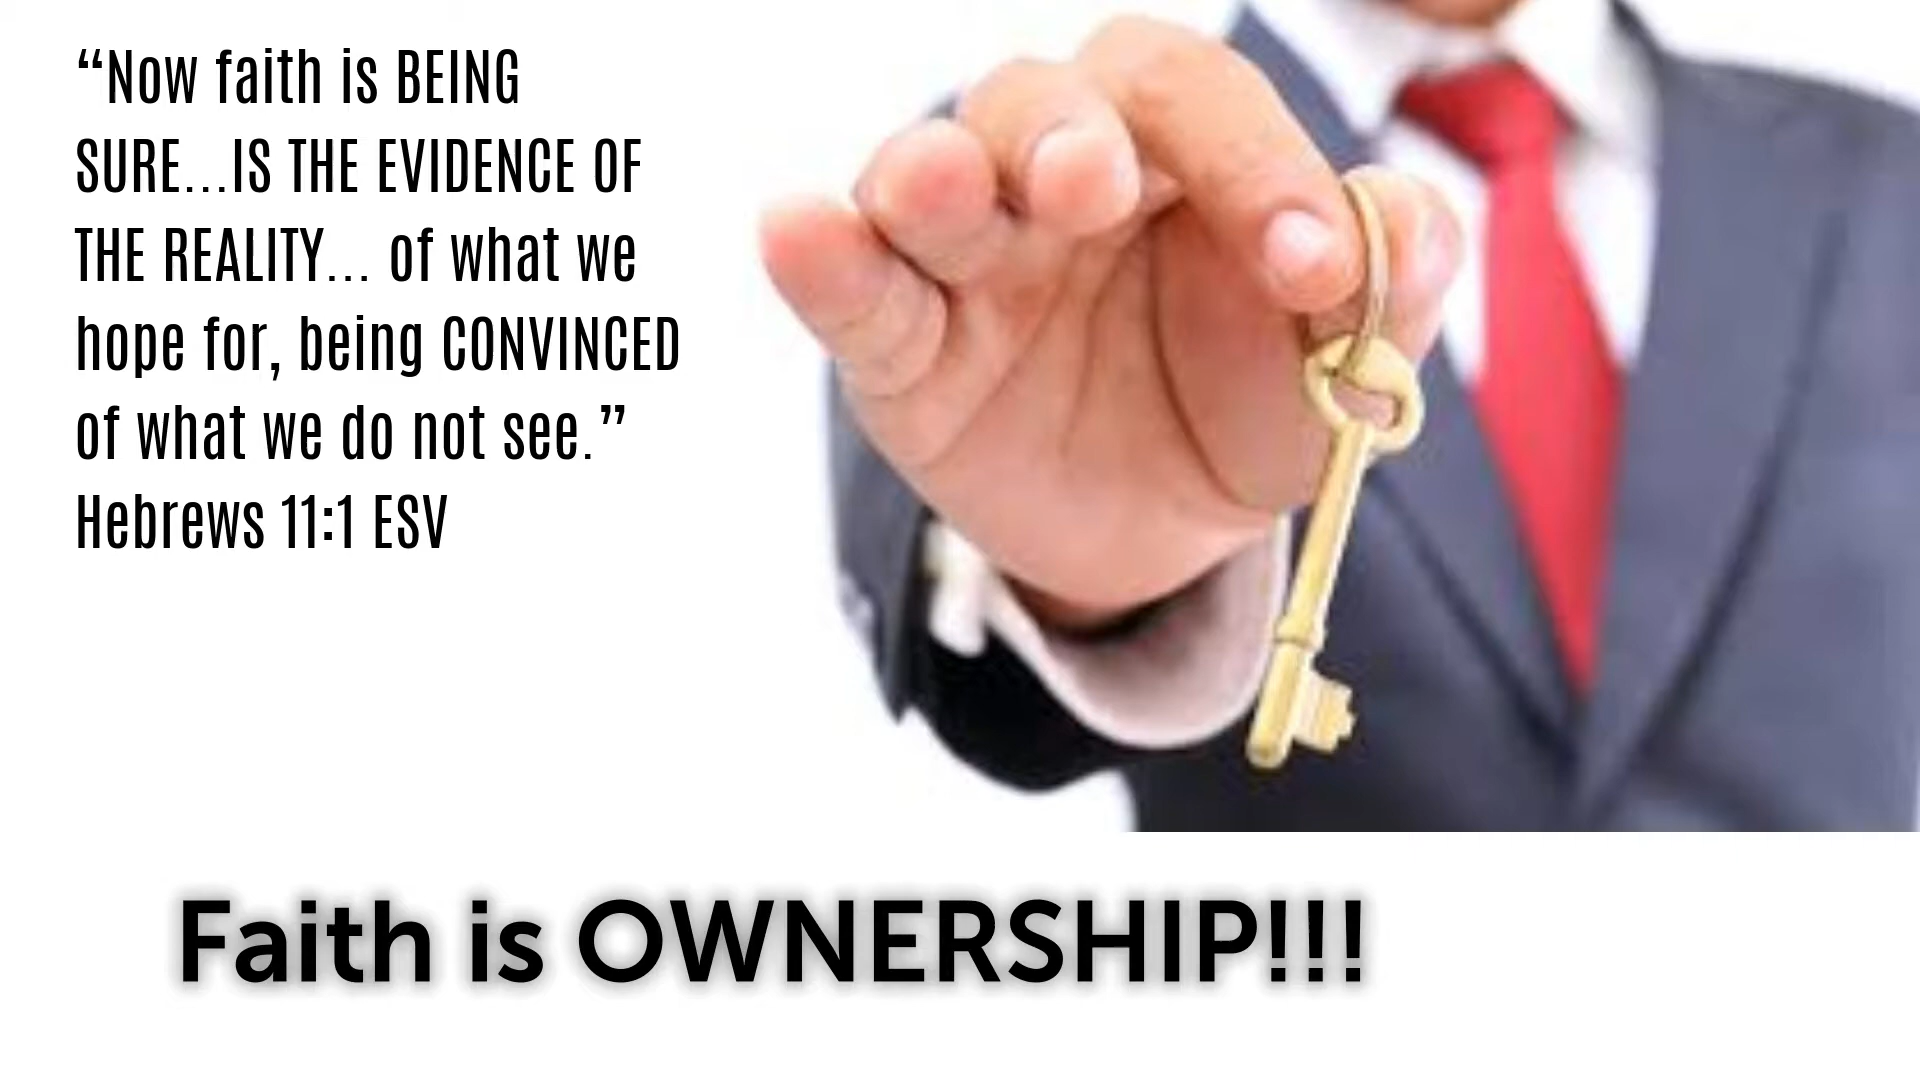 “Now faith is BEING
SURE...IS THE EVIDENCE OF
THE REALITY... of what we
hope for, being CONVINCED
of what we do not see.”
Hebrews 11:1 ESV
Faith is OWNERSHIP!!!